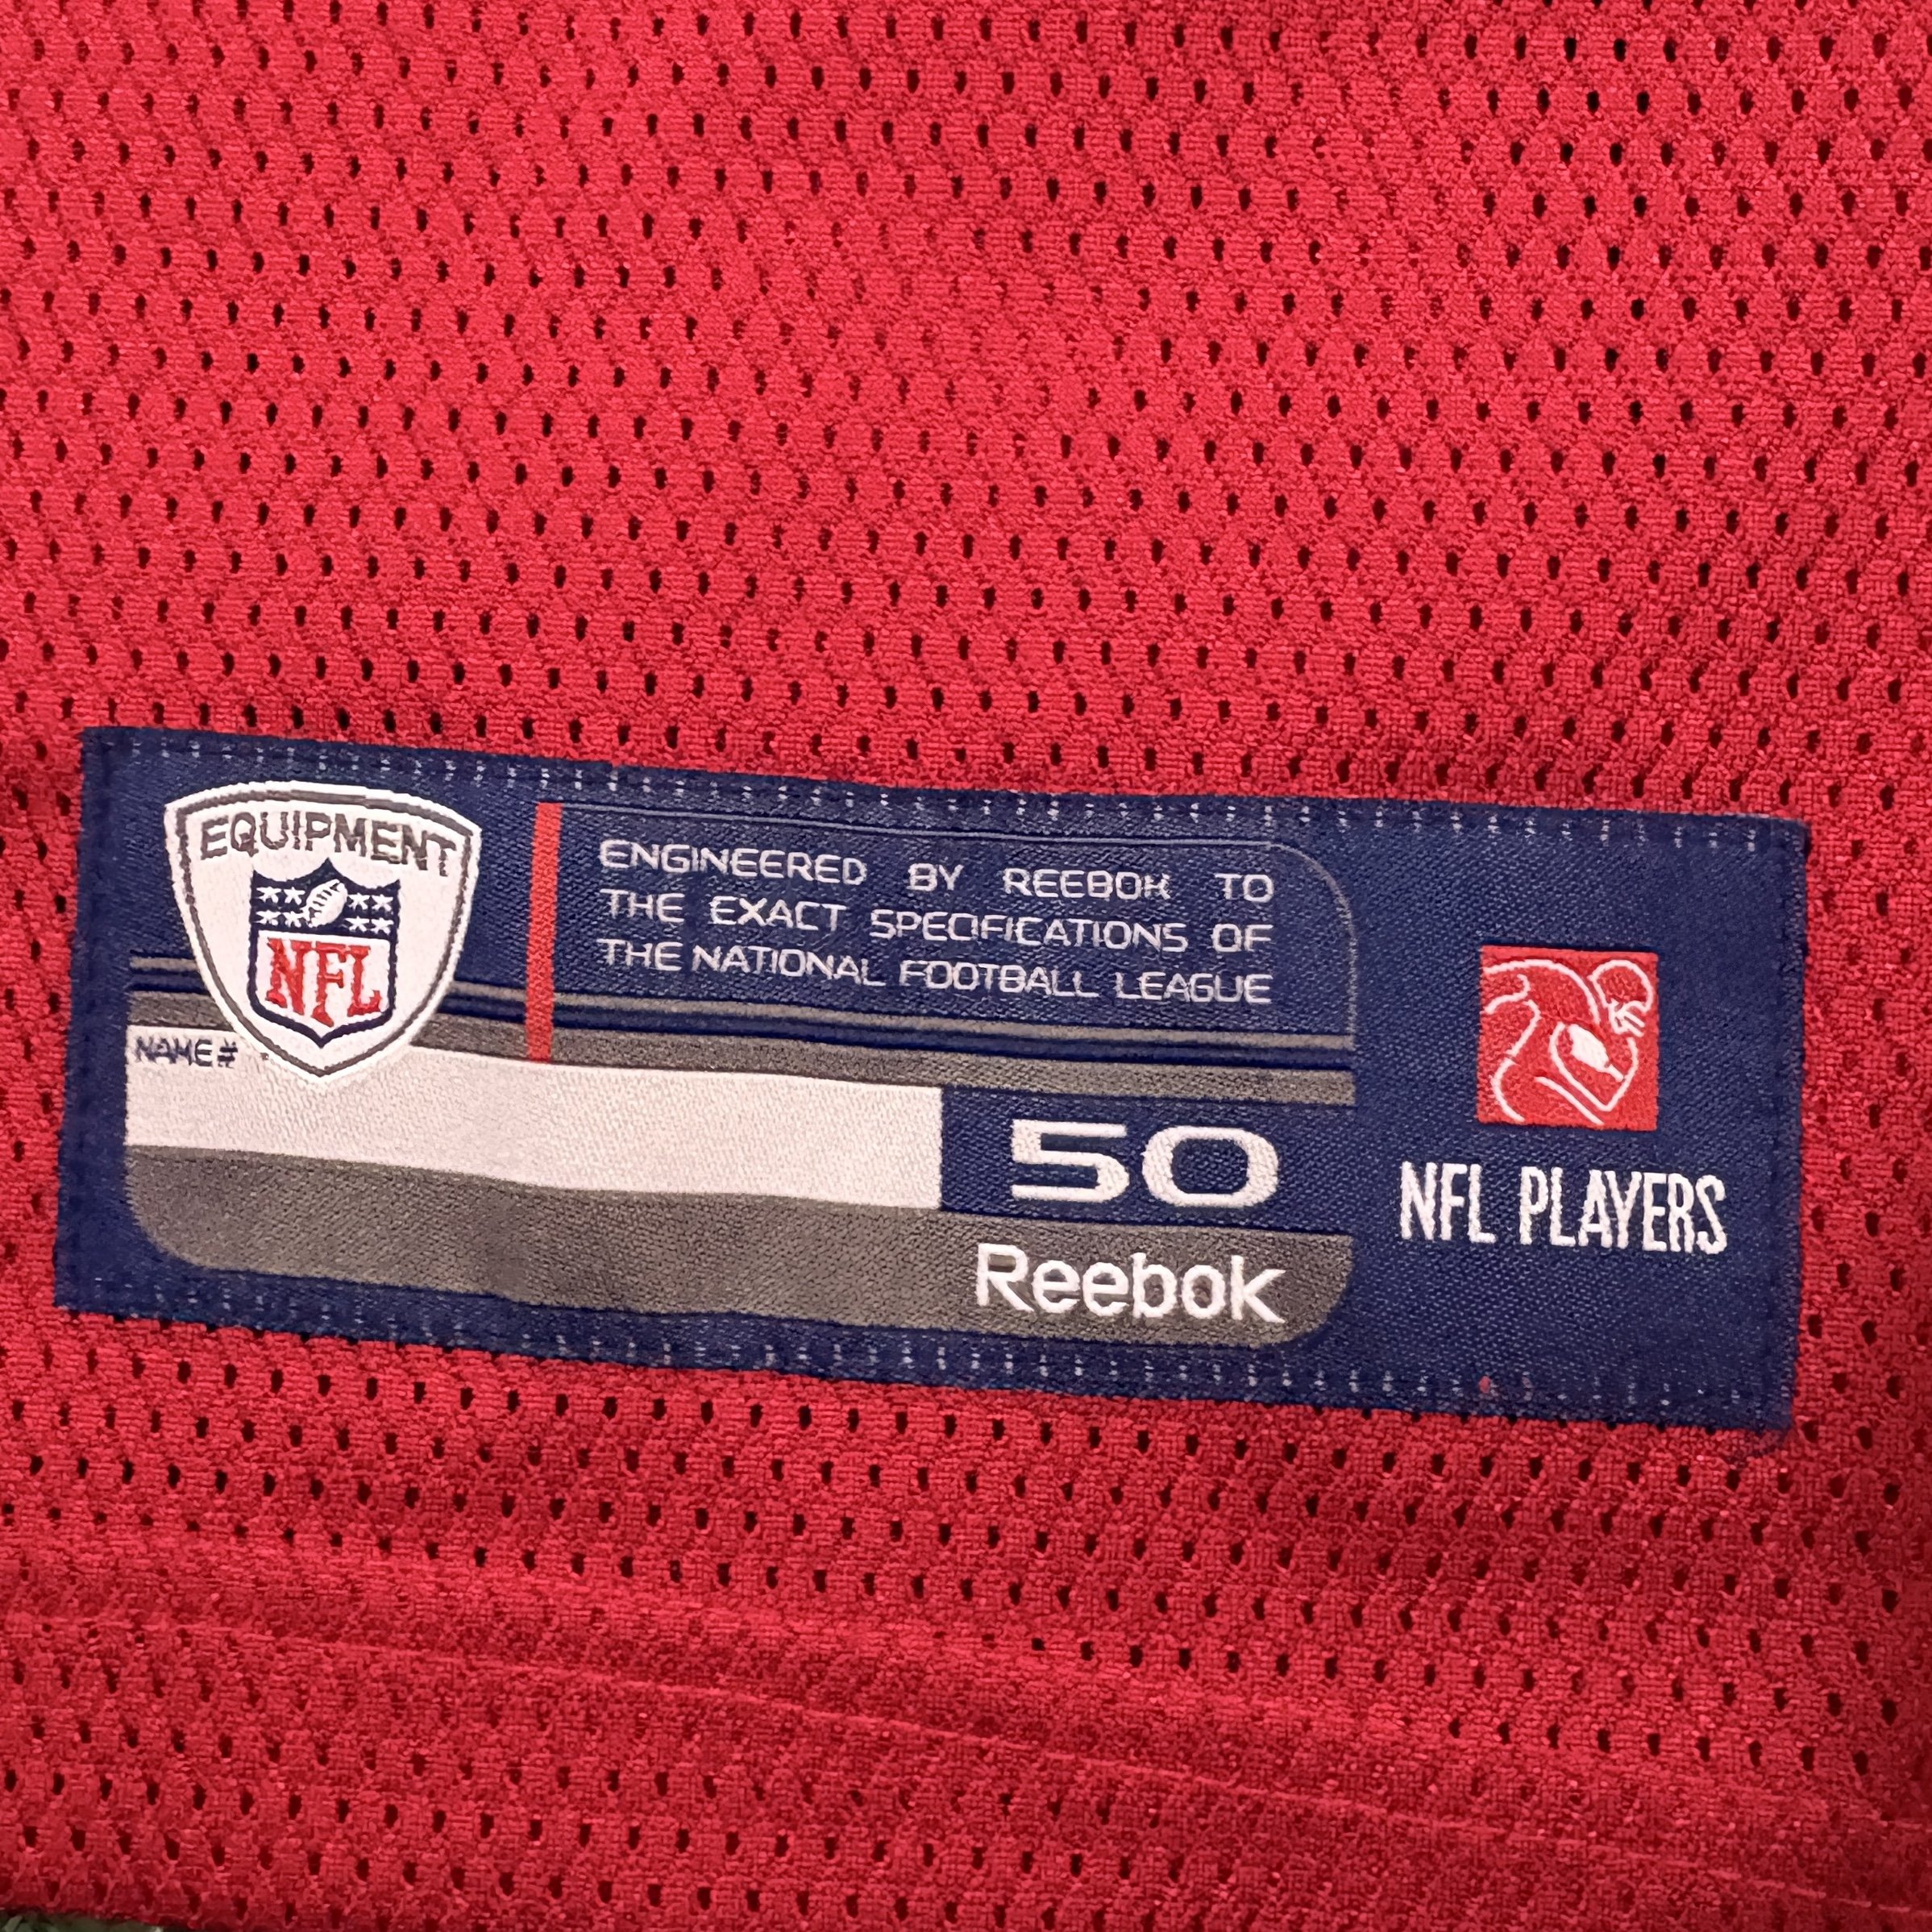 EQUIPMENT
NFL
ENGINEERED BY REEBOK TO
THE EXACT SPECIFICATIONS OF
THE NATIONAL FOOTBALL LEAGUE
NAME#
50
Reebok
NFL PLAYERS